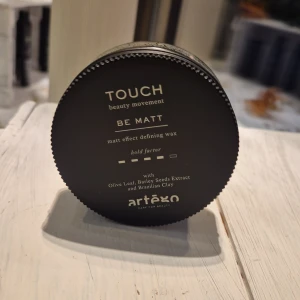 TOUCH
beauty movement
BE MATT
matt effect defining wax
hold factor
with
Olive Leaf, Barley Seeds Extract
and Brazilian Clay
artègo